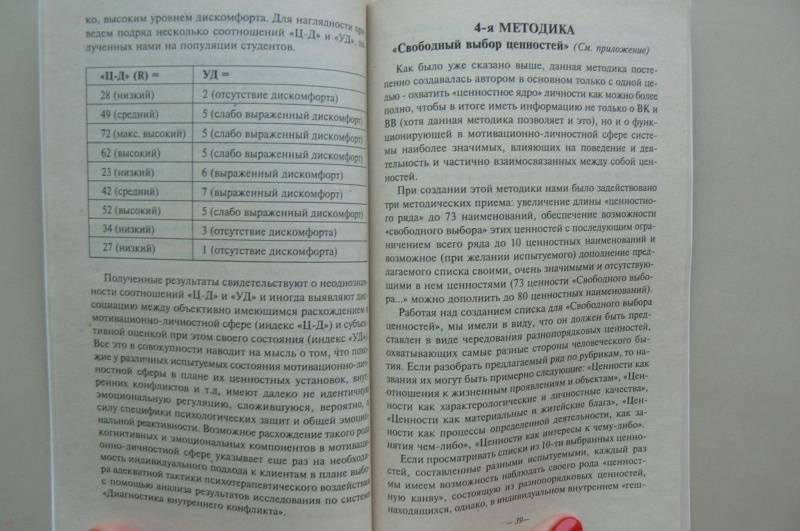 ко, высоким уровнем дискомфорта. Для наглядности при-
ведем подряд несколько соотношений «Ц-Д» и «УД», по-
лученных нами на популяции студентов.
«Ц-Д» (R) = УД =
28 (низкий) 2 (отсутствие дискомфорта)
49 (средний) 5 (слабо выраженный дискомфорт)
72 (макс. высокий) 5 (слабо выраженный дискомфорт)
62 (высокий) 5 (слабо выраженный дискомфорт)
23 (низкий) 6 (выраженный дискомфорт)
42 (средний) 7 (выраженный дискомфорт)
52 (высокий) 5 (слабо выраженный дискомфорт)
34 (низкий) 3 (отсутствие дискомфорта)
27 (низкий) 1 (отсутствие дискомфорта)
Полученные результаты свидетельствуют о неоднознач-
ности соотношений «Ц-Д» и «УД» и иногда выявляют дис-
социацию между объективно имеющимся расхождением в
мотивационно-личностной сфере (индекс «Ц-Д») и субъек-
тивной оценкой при этом своего состояния (индекс «УД»).
Все это в совокупности наводит на мысль о том, что похо-
жие у различных испытуемых состояния мотивационно-лич-
ностной сферы в плане их ценностных установок, внут-
ренних конфликтов и т.д, имеют далеко не идентичную
эмоциональную регуляцию, сложившуюся, вероятно, в
силу специфики психологических защит и общей эмоцио-
нальной реактивности. Возможное расхождение такого рода
когнитивных и эмоциональных компонентов в мотиваци-
онно-личностной сфере указывает еще раз на необходи-
мость индивидуального подхода к клиентам в плане выбо-
ра адекватной тактики психотерапевтического воздействия
с помощью анализа результатов исследования по системе
«Диагностика внутреннего конфликта».
4-я МЕТОДИКА
«Свободный выбор ценностей» (См. приложение)
Как было уже сказано выше, данная методика посте-
пенно создавалась автором в основном только с одной це-
лью - охватить «ценностное ядро» личности как можно более
полно, чтобы в итоге иметь информацию не только о ВК и
ВВ (хотя данная методика позволяет и это), но и о функ-
ционирующей в мотивационно-личностной сфере системы
наиболее значимых, влияющих на поведение и дея-
тельность и частично взаимосвязанных между собой цен-
ностей.
При создании этой методики нами было задействовано
три методических приема: увеличение длины «ценностно-
го ряда» до 73 наименований, обеспечение возможности
«свободного выбора» этих ценностей с последующим огра-
ничением всего ряда до 10 ценностных наименований и
возможное (при желании испытуемого) дополнение пред-
лагаемого списка своими, очень значимыми и отсутствую-
щими в нем ценностями (73 ценности «Свободного выбо-
ра...» можно дополнить до 80 ценностных наименований).
Работая над созданием списка для «Свободного выбора
ценностей», мы имели в виду, что он должен быть пред-
ставлен в виде чередования разнопорядковых ценностей,
охватывающих самые разные стороны человеческого бы-
тия. Если разобрать предлагаемый ряд по рубрикам, то на-
звания их могут быть примерно следующие: «Ценности как
отношения к жизненным проявлениям и объектам», «Цен-
ности как характерологические и личностные качества»,
«Ценности как материальные и житейские блага», «Цен-
ности как процессы определенной деятельности, как за-
нятия чем-либо», «Ценности как интересы к чему-либо».
Если просматривать списки из 10-ти выбранных ценно-
стей, составленные разными испытуемыми, каждый раз
мы имеем возможность наблюдать своего рода «ценност-
ную канву», состоящую из разнопорядковых ценностей,
находящихся, однако, в индивидуальном внутреннем «геш-
— 39—